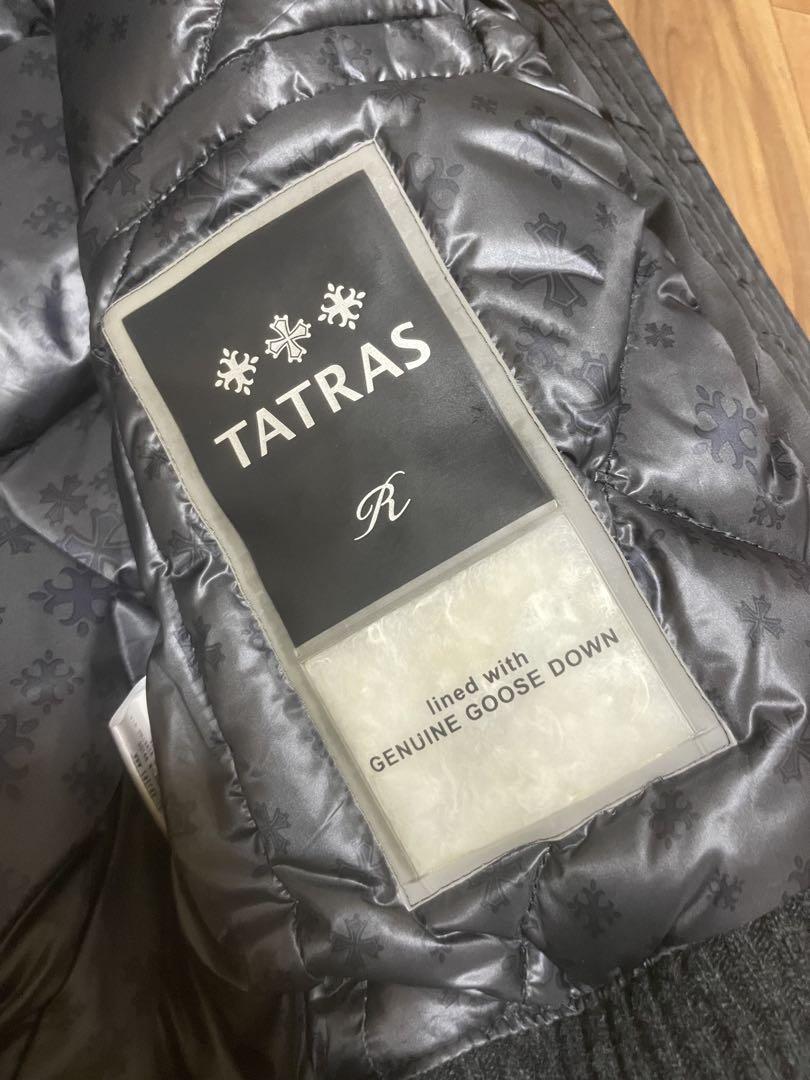 TATRAS
R
lined with
GENUINE GOOSE DOWN